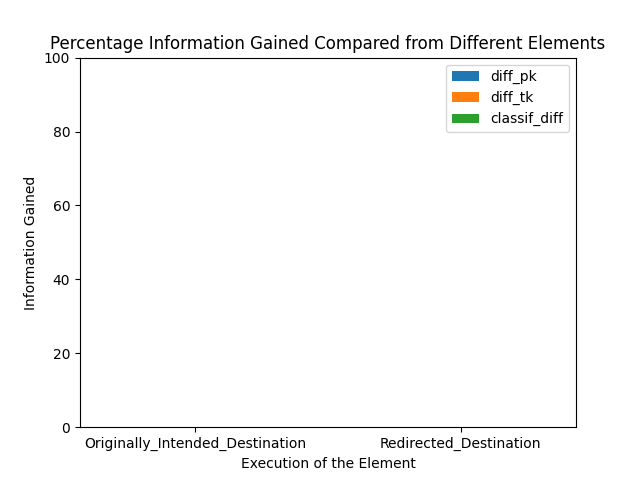 Percentage Information Gained Compared from Different Elements
100
80
60
40
20
0
Information Gained
diff_pk
diff_tk
classif_diff
Originally_Intended_Destination
Redirected_Destination
Execution of the Element